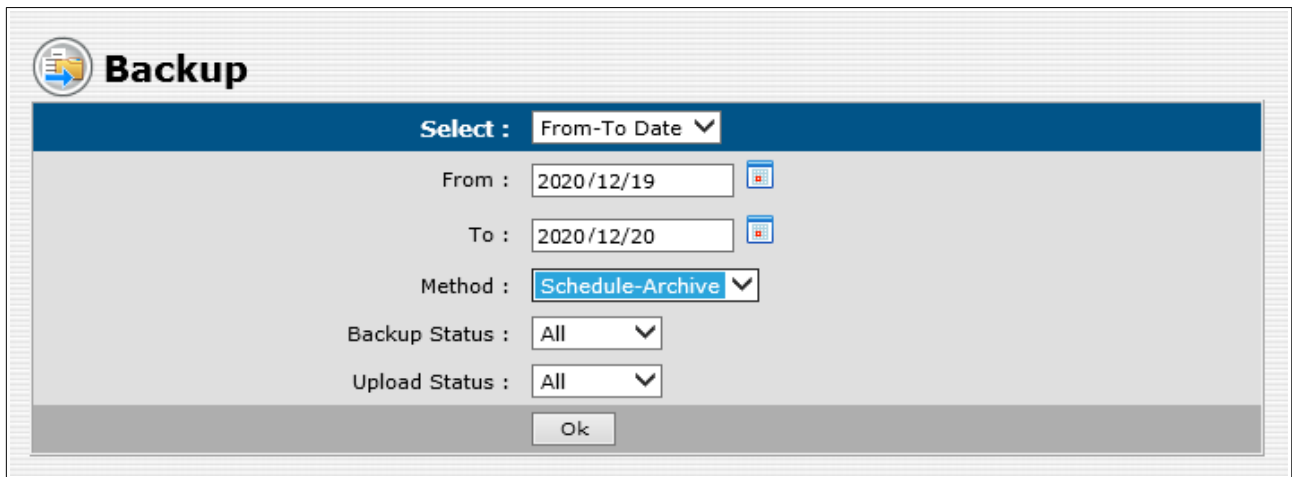 Backup
Select : From-To Date
From : 2020/12/19
To : 2020/12/20
Method : Schedule-Archive
Backup Status : All
Upload Status : All
Ok